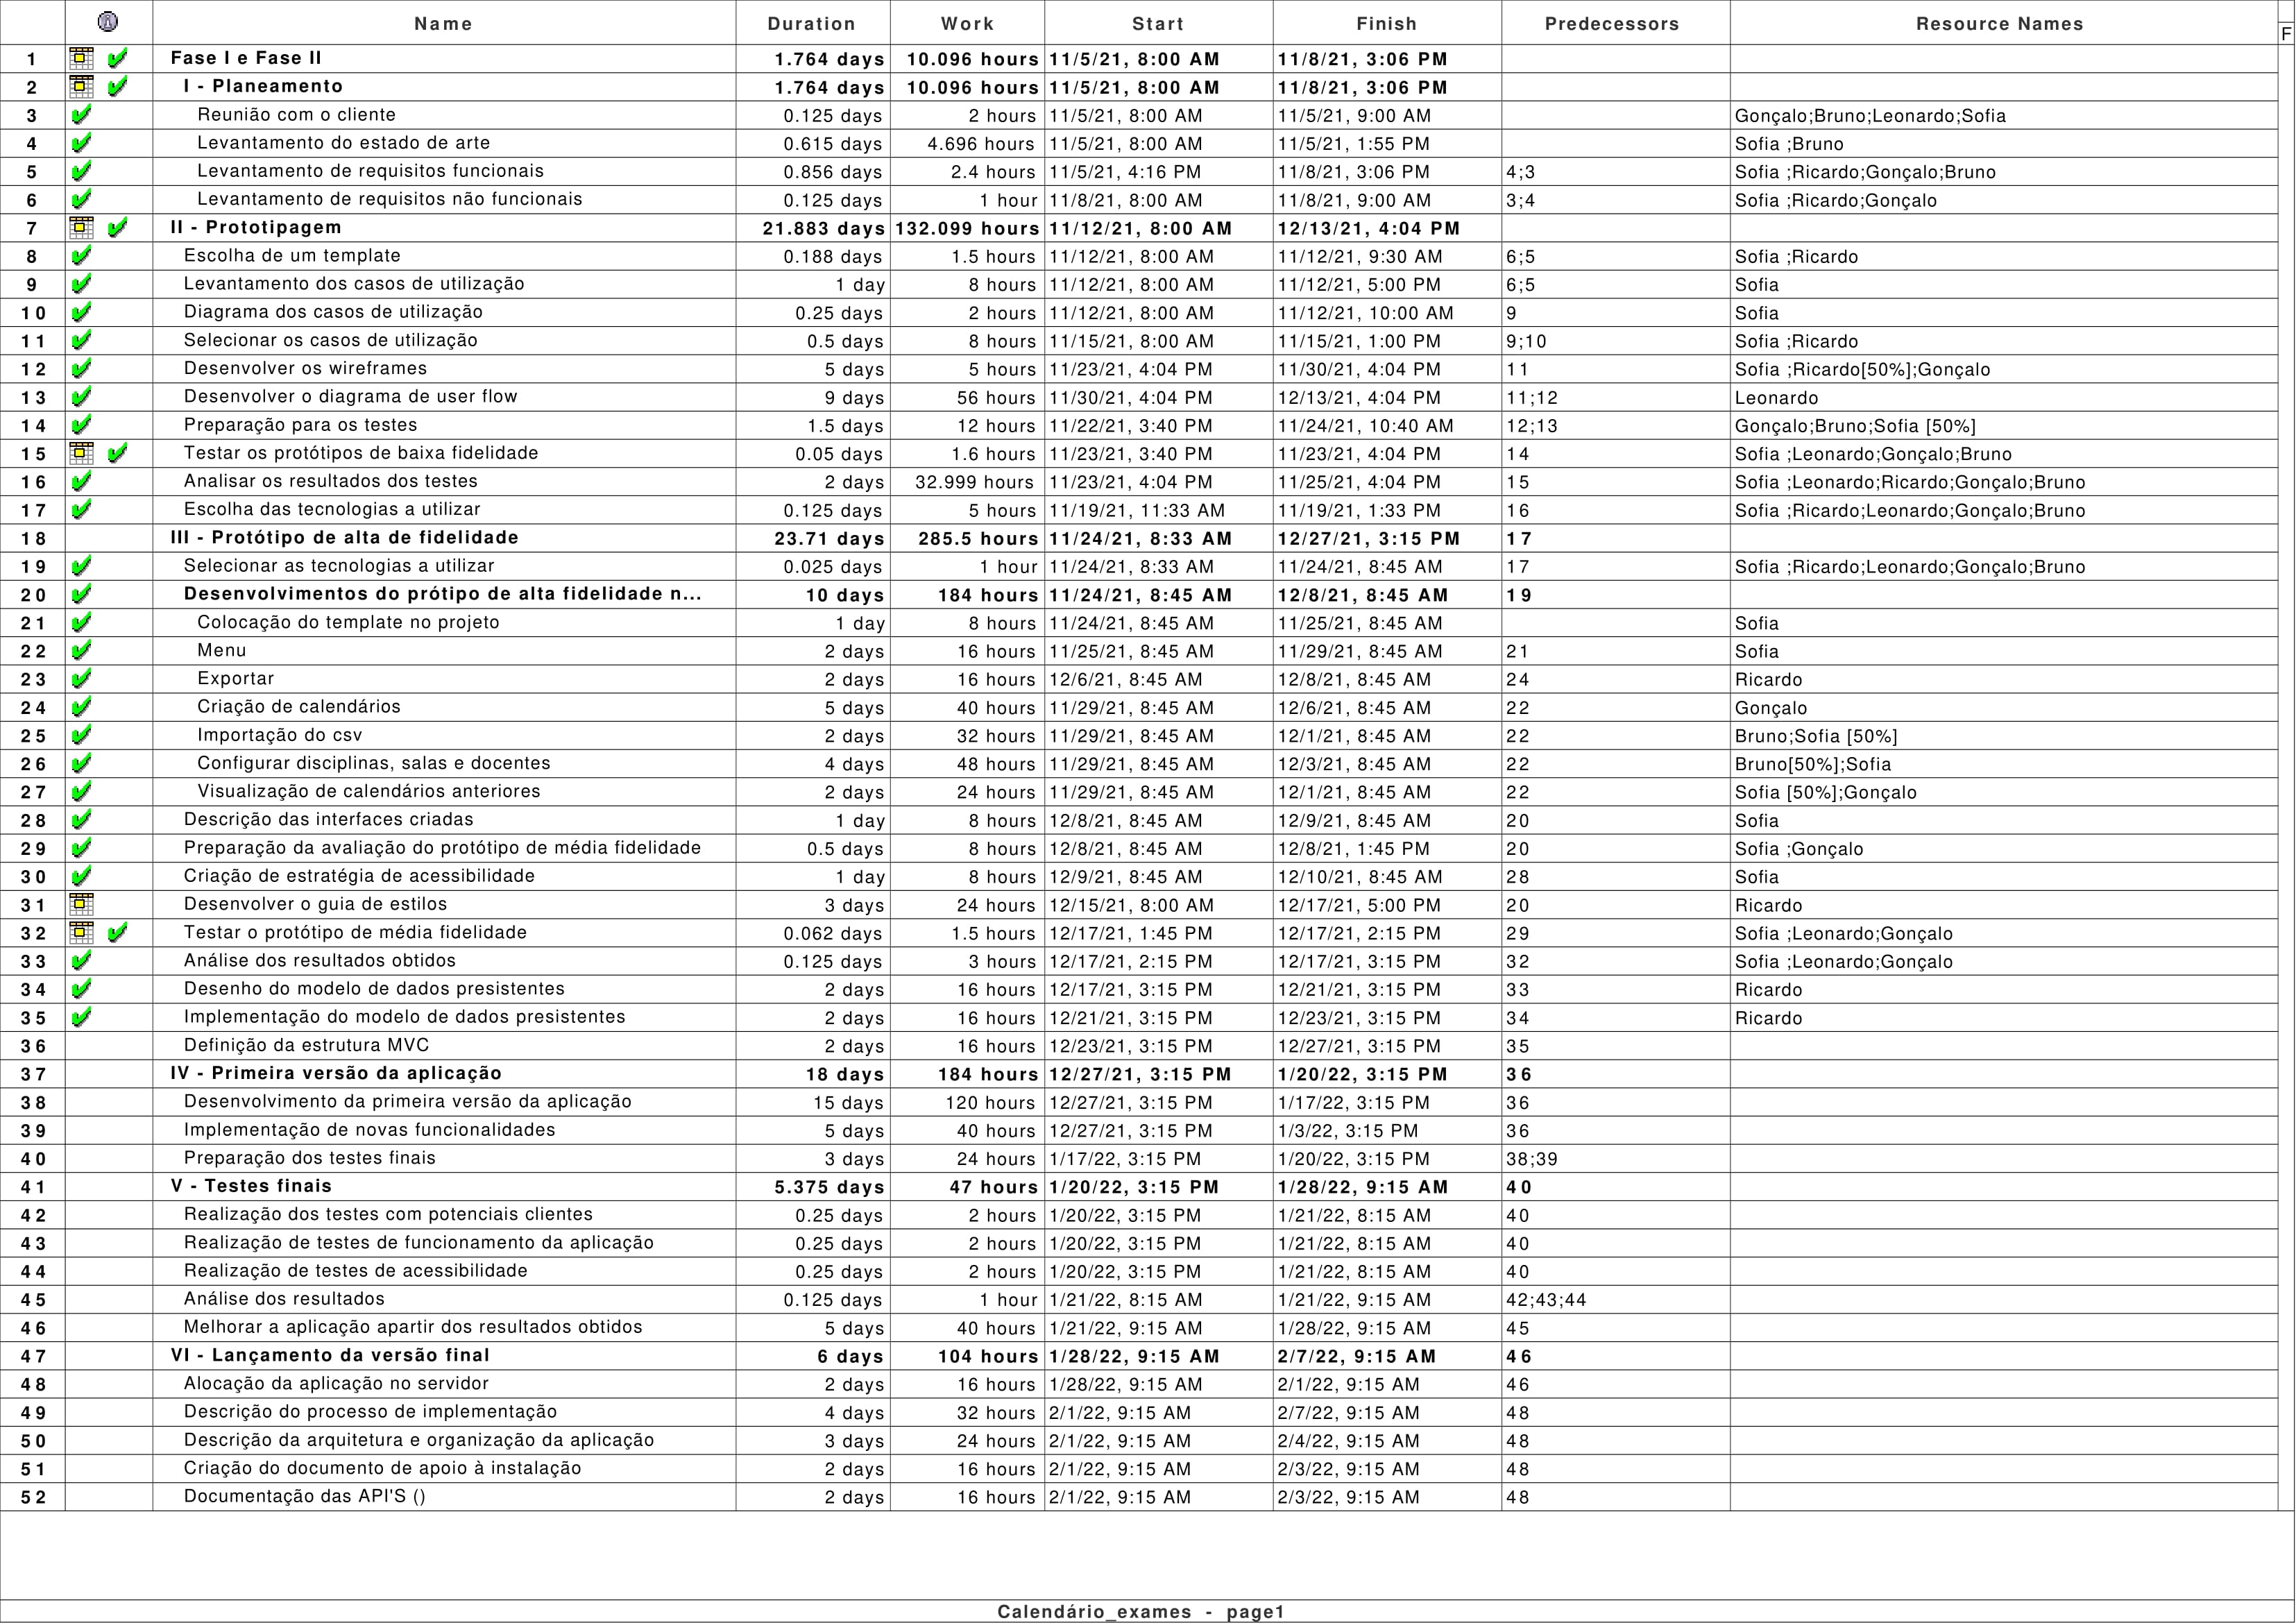 Name Duration Work Start Finish Predecessors Resource Names
F
1 Fase I e Fase II 1.764 days 10.096 hours 11/5/21, 8:00 AM 11/8/21, 3:06 PM
2 I - Planeamento 1.764 days 10.096 hours 11/5/21, 8:00 AM 11/8/21, 3:06 PM
3 Reunião com o cliente 0.125 days 2 hours 11/5/21, 8:00 AM 11/5/21, 9:00 AM Gonçalo;Bruno;Leonardo;Sofia
4 Levantamento do estado de arte 0.615 days 4.696 hours 11/5/21, 8:00 AM 11/5/21, 1:55 PM Sofia ;Bruno
5 Levantamento de requisitos funcionais 0.856 days 2.4 hours 11/5/21, 4:16 PM 11/8/21, 3:06 PM 4;3 Sofia ;Ricardo;Gonçalo;Bruno
6 Levantamento de requisitos não funcionais 0.125 days 1 hour 11/8/21, 8:00 AM 11/8/21, 9:00 AM 3;4 Sofia ;Ricardo;Gonçalo
7 II - Prototipagem 21.883 days 132.099 hours 11/12/21, 8:00 AM 12/13/21, 4:04 PM
8 Escolha de um template 0.188 days 1.5 hours 11/12/21, 8:00 AM 11/12/21, 9:30 AM 6;5 Sofia ;Ricardo
9 Levantamento dos casos de utilização 1 day 8 hours 11/12/21, 8:00 AM 11/12/21, 5:00 PM 6;5 Sofia
10 Diagrama dos casos de utilização 0.25 days 2 hours 11/12/21, 8:00 AM 11/12/21, 10:00 AM 9 Sofia
11 Selecionar os casos de utilização 0.5 days 8 hours 11/15/21, 8:00 AM 11/15/21, 1:00 PM 9;10 Sofia ;Ricardo
12 Desenvolver os wireframes 5 days 5 hours 11/23/21, 4:04 PM 11/30/21, 4:04 PM 11 Sofia ;Ricardo[50%];Gonçalo
13 Desenvolver o diagrama de user flow 9 days 56 hours 11/30/21, 4:04 PM 12/13/21, 4:04 PM 11;12 Leonardo
14 Preparação para os testes 1.5 days 12 hours 11/22/21, 3:40 PM 11/24/21, 10:40 AM 12;13 Gonçalo;Bruno;Sofia [50%]
15 Testar os protótipos de baixa fidelidade 0.05 days 1.6 hours 11/23/21, 3:40 PM 11/23/21, 4:04 PM 14 Sofia ;Leonardo;Gonçalo;Bruno
16 Analisar os resultados dos testes 2 days 32.999 hours 11/23/21, 4:04 PM 11/25/21, 4:04 PM 15 Sofia ;Leonardo;Ricardo;Gonçalo;Bruno
17 Escolha das tecnologias a utilizar 0.125 days 5 hours 11/19/21, 11:33 AM 11/19/21, 1:33 PM 16 Sofia ;Ricardo;Leonardo;Gonçalo;Bruno
18 III - Protótipo de alta de fidelidade 23.71 days 285.5 hours 11/24/21, 8:33 AM 12/27/21, 3:15 PM 17
19 Selecionar as tecnologias a utilizar 0.025 days 1 hour 11/24/21, 8:33 AM 11/24/21, 8:45 AM 17 Sofia ;Ricardo;Leonardo;Gonçalo;Bruno
20 Desenvolvimentos do prótipo de alta fidelidade n... 10 days 184 hours 11/24/21, 8:45 AM 12/8/21, 8:45 AM 19
21 Colocação do template no projeto 1 day 8 hours 11/24/21, 8:45 AM 11/25/21, 8:45 AM Sofia
22 Menu 2 days 16 hours 11/25/21, 8:45 AM 11/29/21, 8:45 AM 21 Sofia
23 Exportar 2 days 16 hours 12/6/21, 8:45 AM 12/8/21, 8:45 AM 24 Ricardo
24 Criação de calendários 5 days 40 hours 11/29/21, 8:45 AM 12/6/21, 8:45 AM 22 Gonçalo
25 Importação do csv 2 days 32 hours 11/29/21, 8:45 AM 12/1/21, 8:45 AM 22 Bruno;Sofia [50%]
26 Configurar disciplinas, salas e docentes 4 days 48 hours 11/29/21, 8:45 AM 12/3/21, 8:45 AM 22 Bruno[50%];Sofia
27 Visualização de calendários anteriores 2 days 24 hours 11/29/21, 8:45 AM 12/1/21, 8:45 AM 22 Sofia [50%];Gonçalo
28 Descrição das interfaces criadas 1 day 8 hours 12/8/21, 8:45 AM 12/9/21, 8:45 AM 20 Sofia
29 Preparação da avaliação do protótipo de média fidelidade 0.5 days 8 hours 12/8/21, 8:45 AM 12/8/21, 1:45 PM 20 Sofia ;Gonçalo
30 Criação de estratégia de acessibilidade 1 day 8 hours 12/9/21, 8:45 AM 12/10/21, 8:45 AM 28 Sofia
31 Desenvolver o guia de estilos 3 days 24 hours 12/15/21, 8:00 AM 12/17/21, 5:00 PM 20 Ricardo
32 Testar o protótipo de média fidelidade 0.062 days 1.5 hours 12/17/21, 1:45 PM 12/17/21, 2:15 PM 29 Sofia ;Leonardo;Gonçalo
33 Análise dos resultados obtidos 0.125 days 3 hours 12/17/21, 2:15 PM 12/17/21, 3:15 PM 32 Sofia ;Leonardo;Gonçalo
34 Desenho do modelo de dados presistentes 2 days 16 hours 12/17/21, 3:15 PM 12/21/21, 3:15 PM 33 Ricardo
35 Implementação do modelo de dados presistentes 2 days 16 hours 12/21/21, 3:15 PM 12/23/21, 3:15 PM 34 Ricardo
36 Definição da estrutura MVC 2 days 16 hours 12/23/21, 3:15 PM 12/27/21, 3:15 PM 35
37 IV - Primeira versão da aplicação 18 days 184 hours 12/27/21, 3:15 PM 1/20/22, 3:15 PM 36
38 Desenvolvimento da primeira versão da aplicação 15 days 120 hours 12/27/21, 3:15 PM 1/17/22, 3:15 PM 36
39 Implementação de novas funcionalidades 5 days 40 hours 12/27/21, 3:15 PM 1/3/22, 3:15 PM 36
40 Preparação dos testes finais 3 days 24 hours 1/17/22, 3:15 PM 1/20/22, 3:15 PM 38;39
41 V - Testes finais 5.375 days 47 hours 1/20/22, 3:15 PM 1/28/22, 9:15 AM 40
42 Realização dos testes com potenciais clientes 0.25 days 2 hours 1/20/22, 3:15 PM 1/21/22, 8:15 AM 40
43 Realização de testes de funcionamento da aplicação 0.25 days 2 hours 1/20/22, 3:15 PM 1/21/22, 8:15 AM 40
44 Realização de testes de acessibilidade 0.25 days 2 hours 1/20/22, 3:15 PM 1/21/22, 8:15 AM 40
45 Análise dos resultados 0.125 days 1 hour 1/21/22, 8:15 AM 1/21/22, 9:15 AM 42;43;44
46 Melhorar a aplicação apartir dos resultados obtidos 5 days 40 hours 1/21/22, 9:15 AM 1/28/22, 9:15 AM 45
47 VI - Lançamento da versão final 6 days 104 hours 1/28/22, 9:15 AM 2/7/22, 9:15 AM 46
48 Alocação da aplicação no servidor 2 days 16 hours 1/28/22, 9:15 AM 2/1/22, 9:15 AM 46
49 Descrição do processo de implementação 4 days 32 hours 2/1/22, 9:15 AM 2/7/22, 9:15 AM 48
50 Descrição da arquitetura e organização da aplicação 3 days 24 hours 2/1/22, 9:15 AM 2/4/22, 9:15 AM 48
51 Criação do documento de apoio à instalação 2 days 16 hours 2/1/22, 9:15 AM 2/3/22, 9:15 AM 48
52 Documentação das API'S () 2 days 16 hours 2/1/22, 9:15 AM 2/3/22, 9:15 AM 48
Calendário_exames - page1